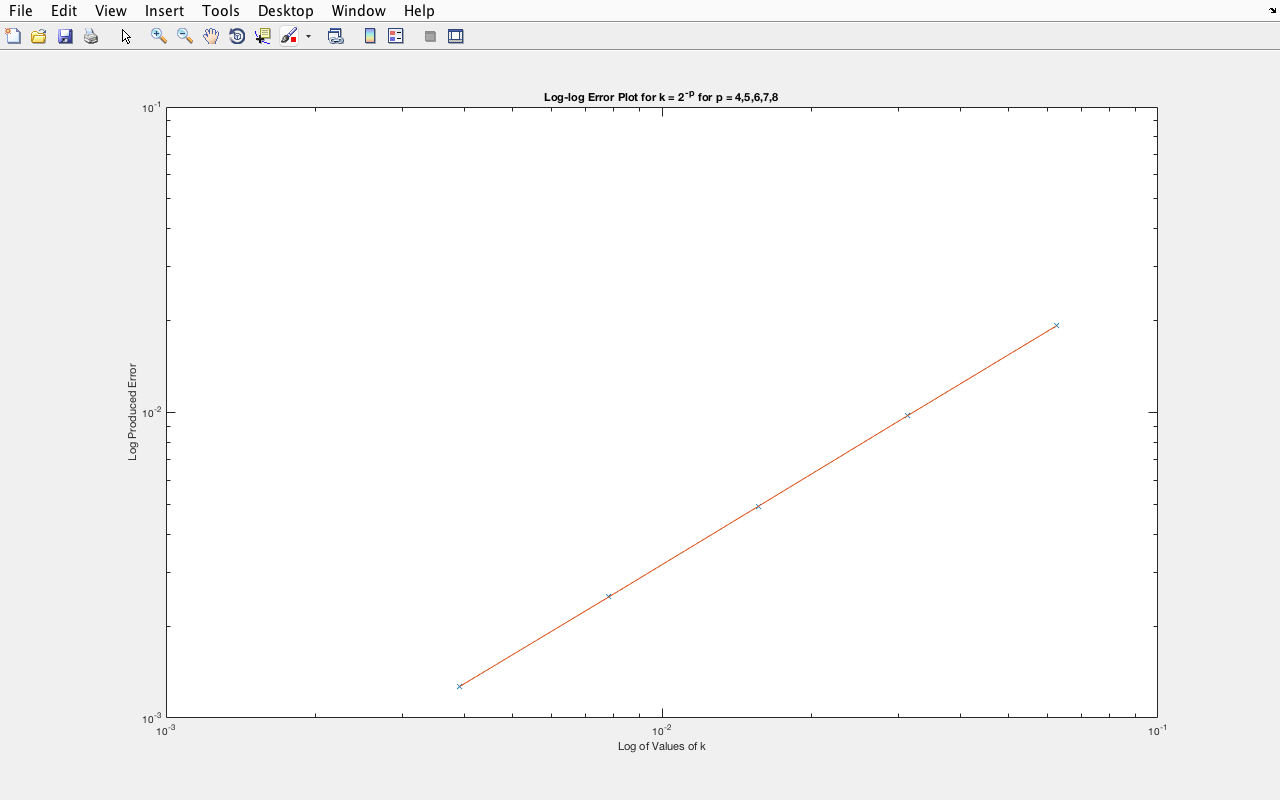 File Edit View Insert Tools Desktop Window Help
Log-log Error Plot for k = 2^-p for p = 4,5,6,7,8
10^-1
10^-2
10^-3
Log Produced Error
10^-3 10^-2 10^-1
Log of Values of k